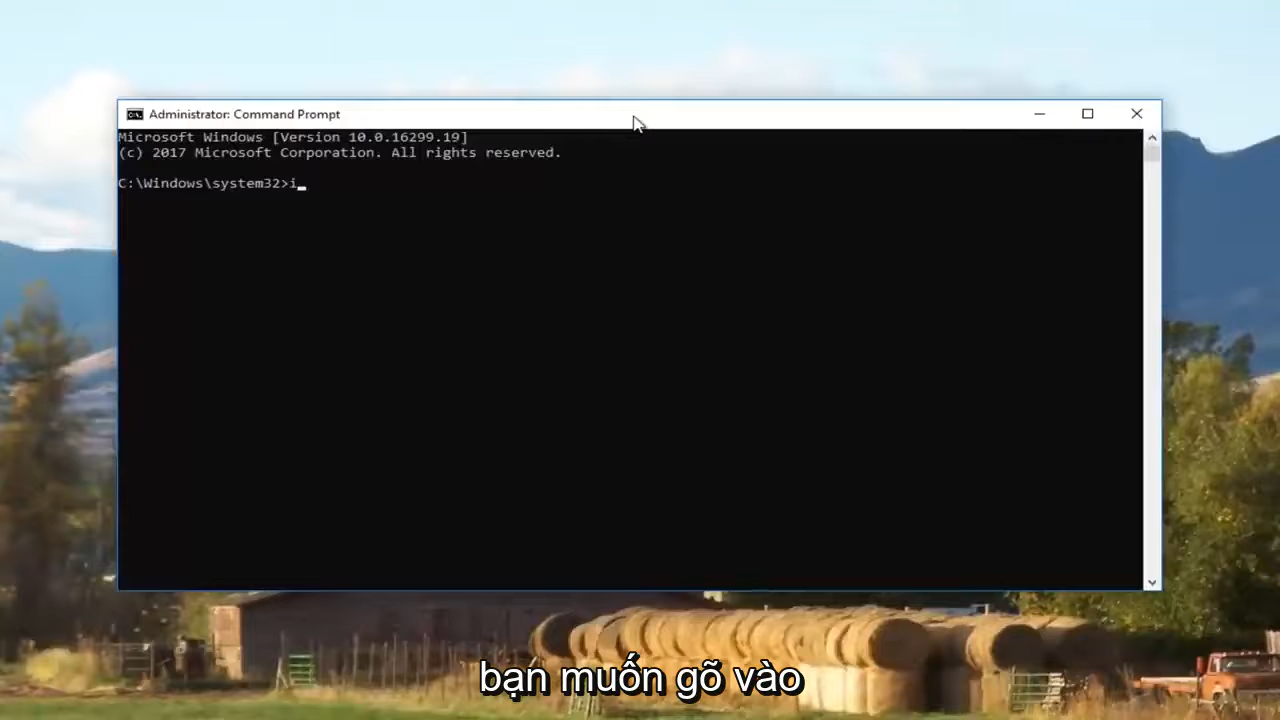 Administrator: Command Prompt
Microsoft Windows [Version 10.0.16299.19]
(c) 2017 Microsoft Corporation. All rights reserved.
C:\Windows\system32>i_
bạn muốn gõ vào